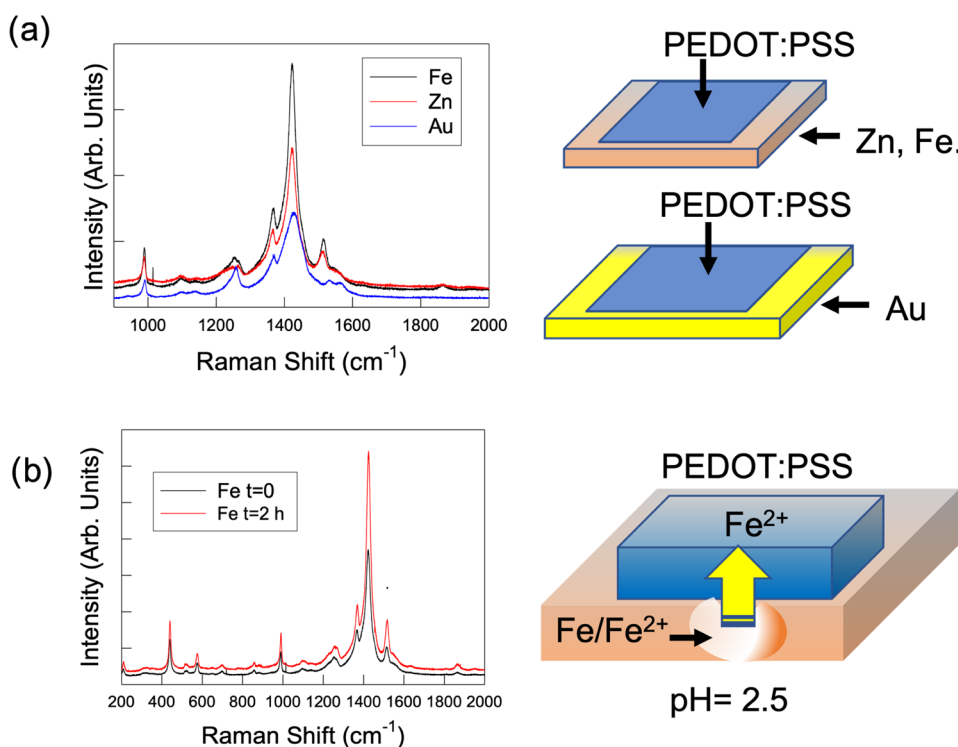 (a)
Intensity (Arb. Units)
Fe
Zn
Au
1000 1200 1400 1600 1800 2000
Raman Shift (cm⁻¹)
PEDOT:PSS
Zn, Fe.
PEDOT:PSS
Au
(b)
Intensity (Arb. Units)
Fe t=0
Fe t=2 h
200 400 600 800 1000 1200 1400 1600 1800 2000
Raman Shift (cm⁻¹)
PEDOT:PSS
Fe²⁺
Fe/Fe²⁺
pH= 2.5